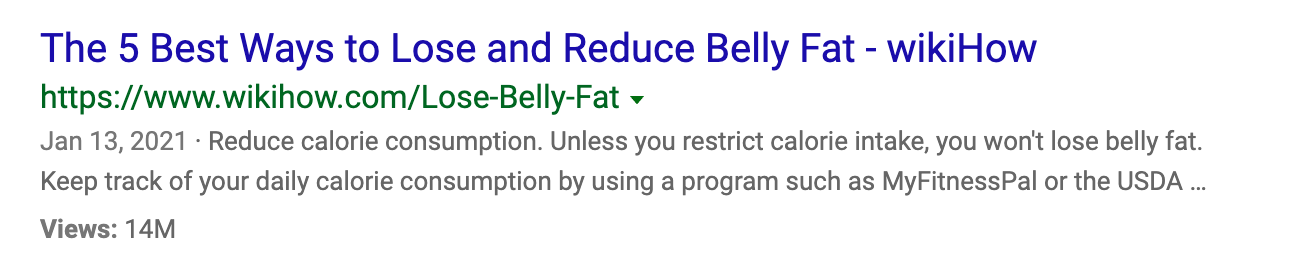 The 5 Best Ways to Lose and Reduce Belly Fat - wikiHow
https://www.wikihow.com/Lose-Belly-Fat
Jan 13, 2021 · Reduce calorie consumption. Unless you restrict calorie intake, you won't lose belly fat.
Keep track of your daily calorie consumption by using a program such as MyFitnessPal or the USDA ...
Views: 14M